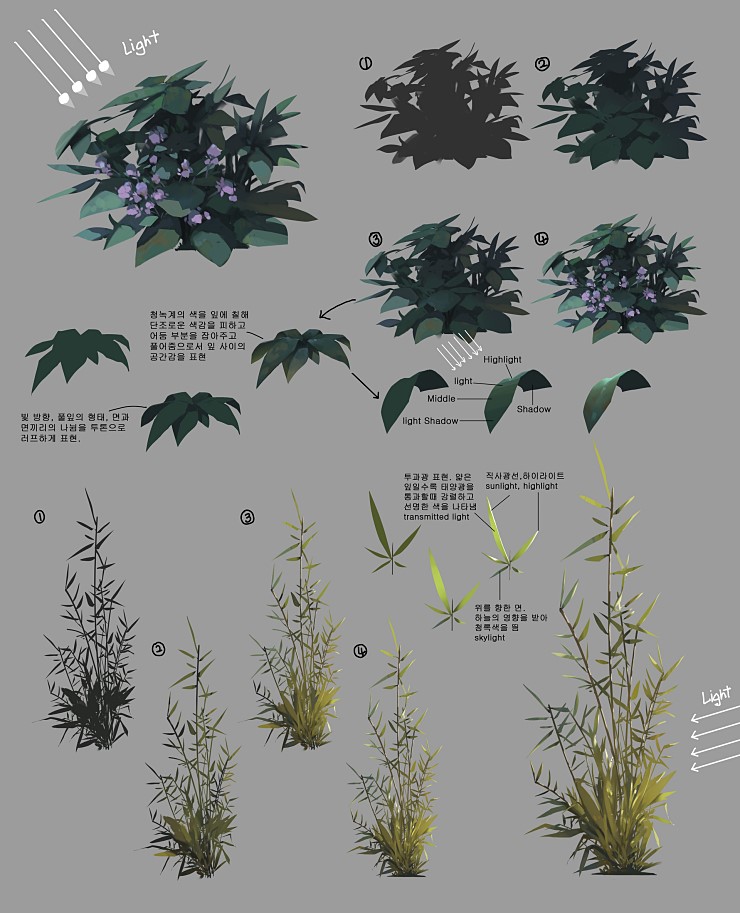 Light
①
②
③
④
청녹계의 색을 잎에 칠해
단조로운 색감을 피하고
어둠 부분을 잡아주고
풀어줌으로서 잎 사이의
공간감을 표현
Highlight
light
Middle
Shadow
light Shadow
빛 방향, 풀잎의 형태, 면과
면끼리의 나뉨을 투톤으로
러프하게 표현.
투과광 표현, 얇은
잎일수록 태양광을
통과할때 강렬하고
선명한 색을 나타냄
transmitted light
직사광선,하이라이트
sunlight, highlight
①
③
위를 향한 면.
하늘의 영향을 받아
청록색을 띔
skylight
②
④
Light